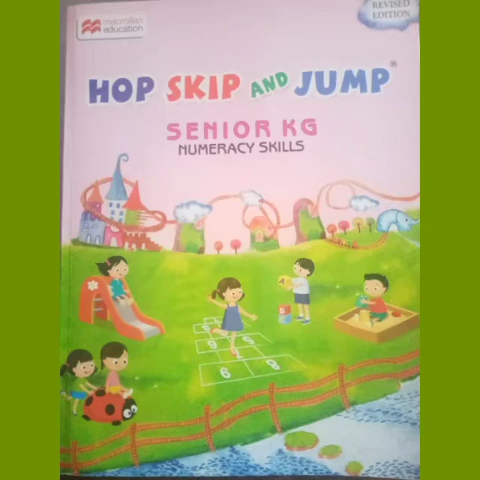 macmillan
education
REVISED
EDITION
HOP SKIP AND JUMP®
SENIOR KG
NUMERACY SKILLS